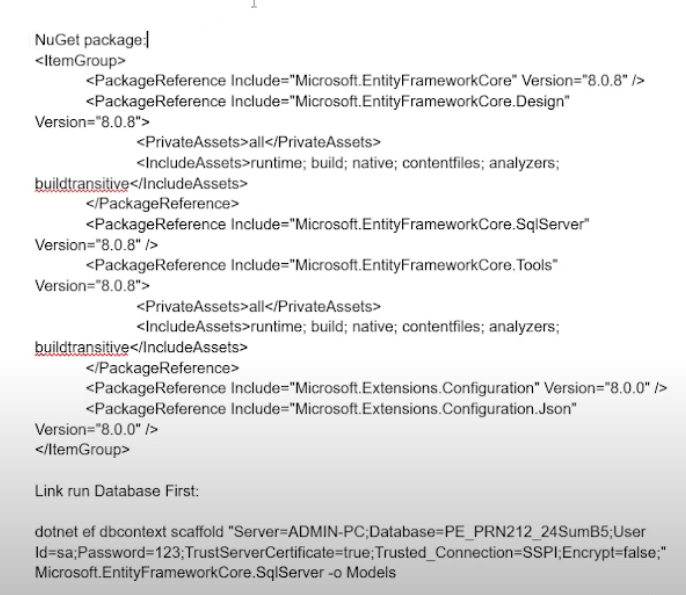 NuGet package:
<ItemGroup>
<PackageReference Include="Microsoft.EntityFrameworkCore" Version="8.0.8" />
<PackageReference Include="Microsoft.EntityFrameworkCore.Design"
Version="8.0.8">
<PrivateAssets>all</PrivateAssets>
<IncludeAssets>runtime; build; native; contentfiles; analyzers;
buildtransitive</IncludeAssets>
</PackageReference>
<PackageReference Include="Microsoft.EntityFrameworkCore.SqlServer"
Version="8.0.8" />
<PackageReference Include="Microsoft.EntityFrameworkCore.Tools"
Version="8.0.8">
<PrivateAssets>all</PrivateAssets>
<IncludeAssets>runtime; build; native; contentfiles; analyzers;
buildtransitive</IncludeAssets>
</PackageReference>
<PackageReference Include="Microsoft.Extensions.Configuration" Version="8.0.0" />
<PackageReference Include="Microsoft.Extensions.Configuration.Json"
Version="8.0.0" />
</ItemGroup>
Link run Database First:
dotnet ef dbcontext scaffold "Server=ADMIN-PC;Database=PE_PRN212_24SumB5;User
Id=sa;Password=123;TrustServerCertificate=true;Trusted_Connection=SSPI;Encrypt=false;"
Microsoft.EntityFrameworkCore.SqlServer -o Models